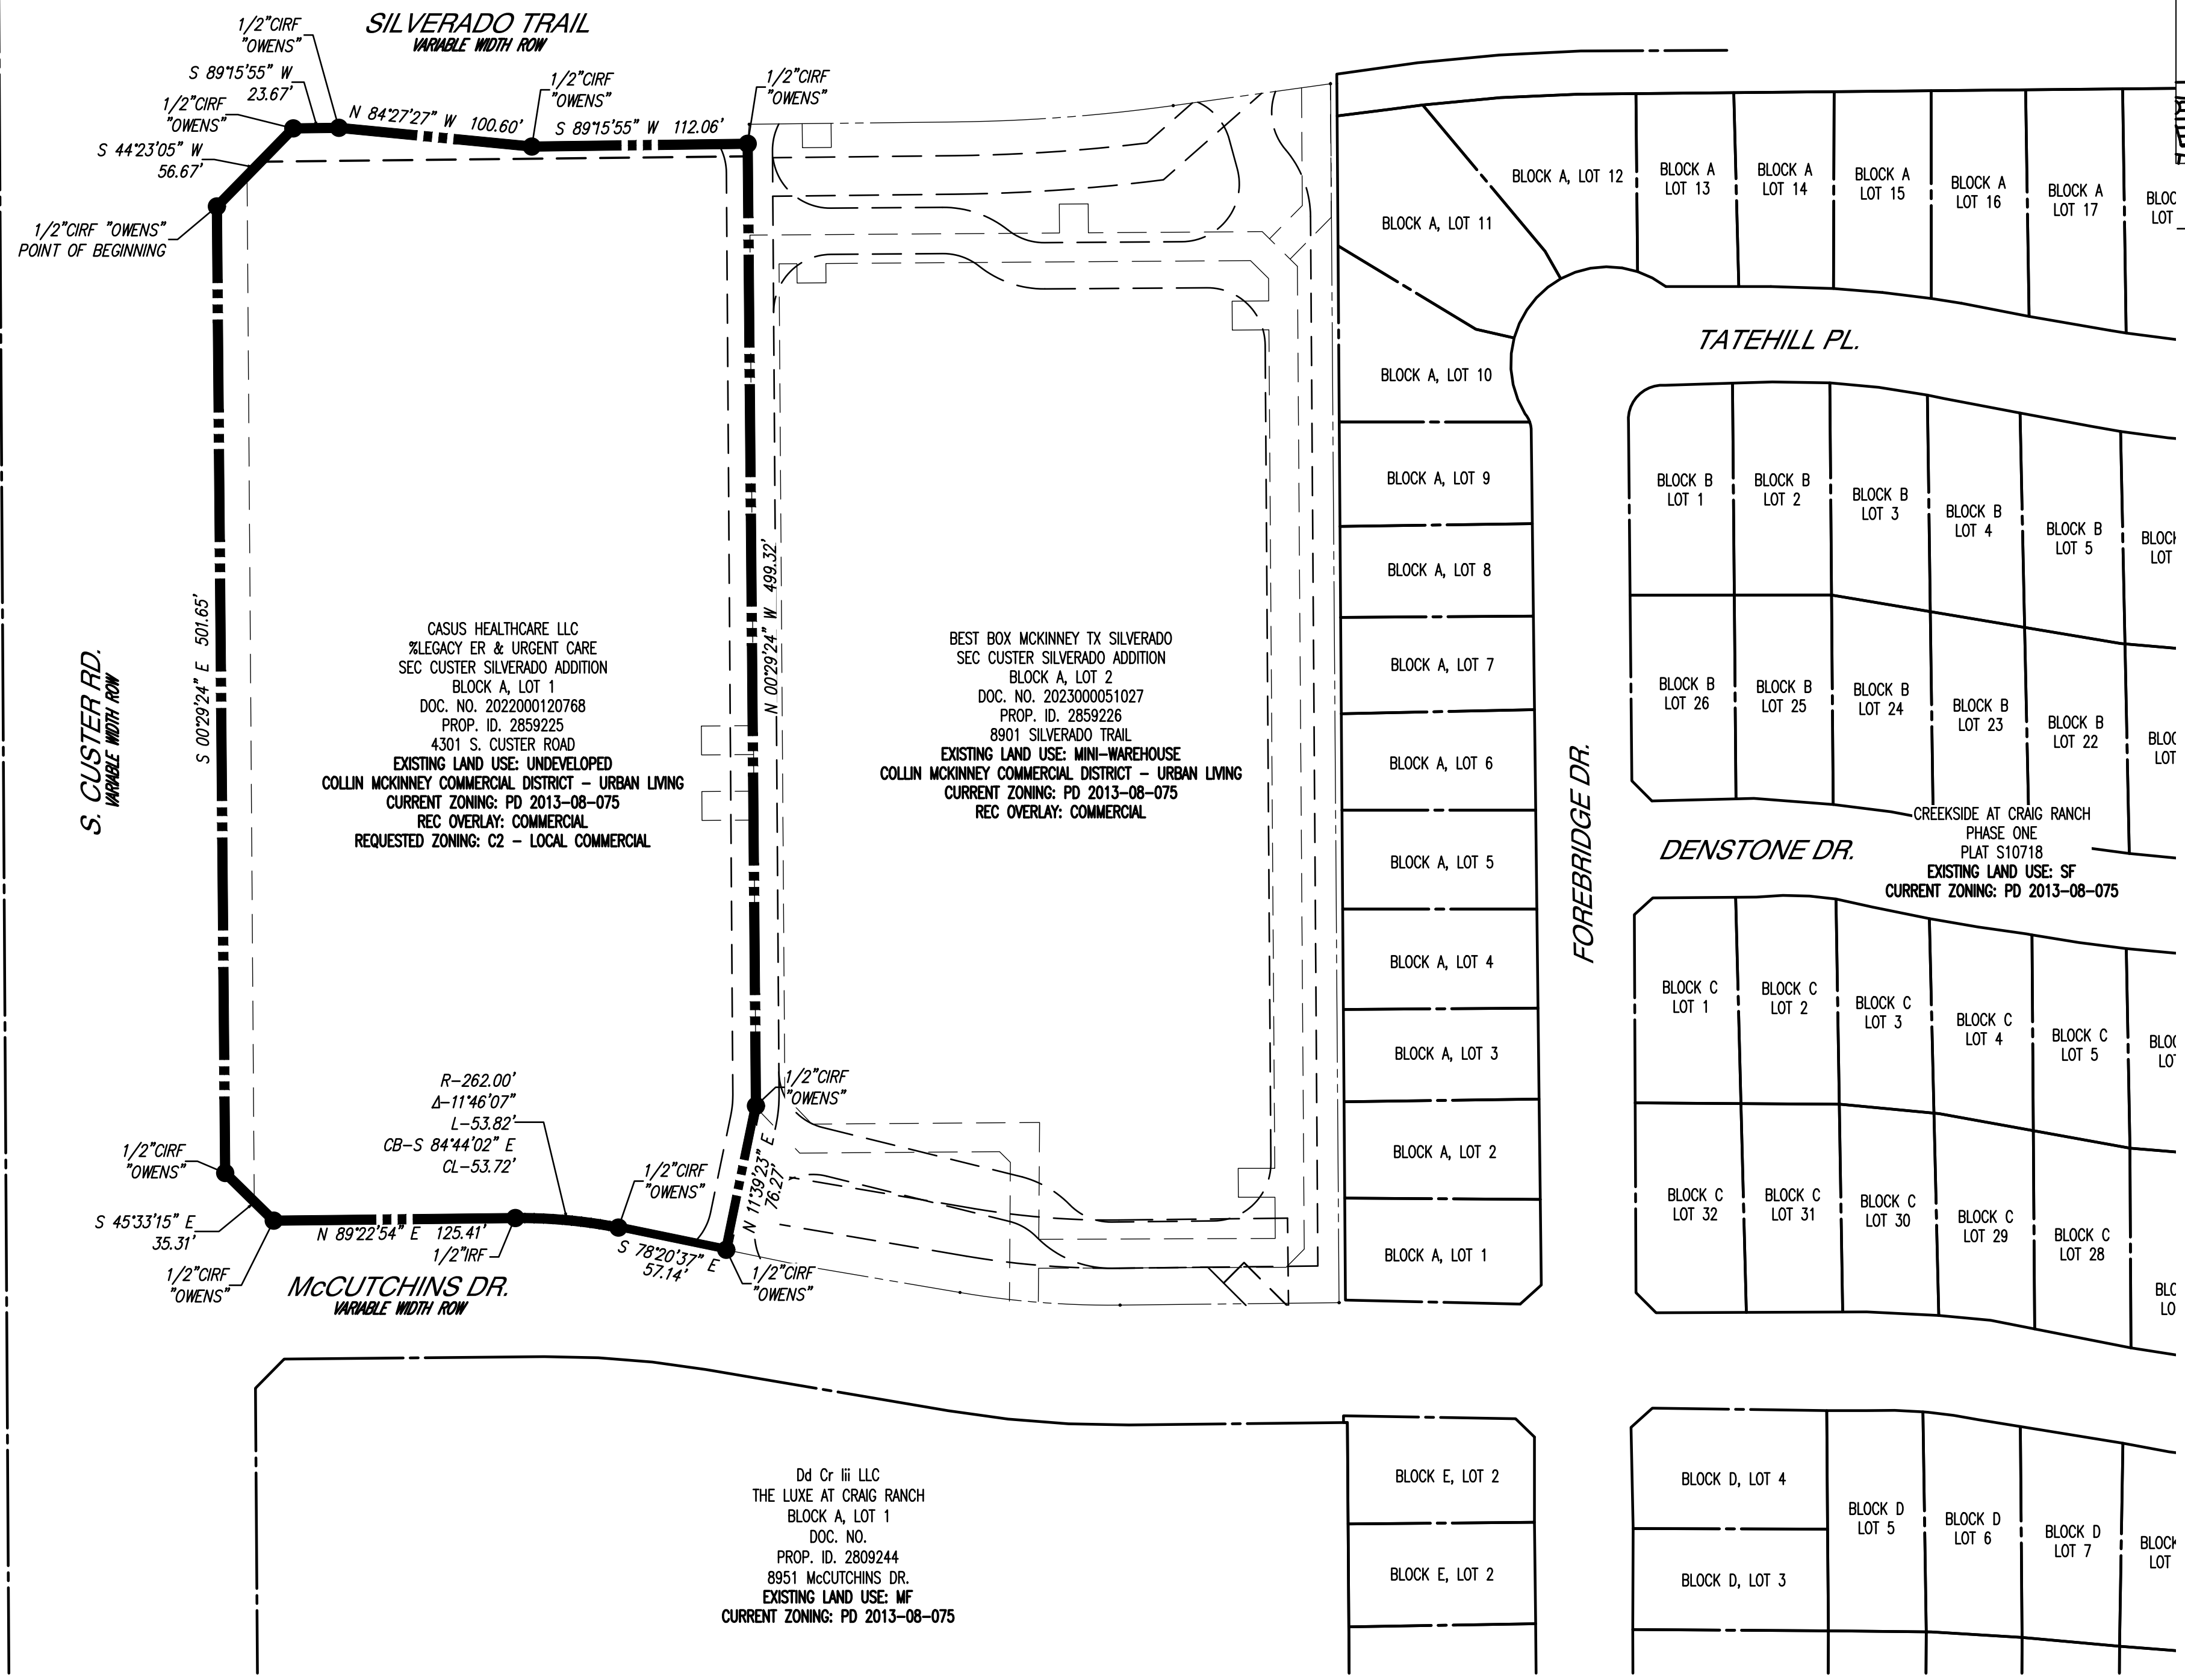 SILVERADO TRAIL
VARIABLE WIDTH ROW
1/2"CIRF
"OWENS"
S 89°15'55" W
23.67'
1/2"CIRF
"OWENS"
S 44°23'05" W
56.67'
1/2"CIRF "OWENS"
POINT OF BEGINNING
N 84°27'27" W 100.60'
1/2"CIRF
"OWENS"
S 89°15'55" W 112.06'
1/2"CIRF
"OWENS"
S. CUSTER RD.
VARIABLE WIDTH ROW
S 00°29'24" E 501.65'
CASUS HEALTHCARE LLC
%LEGACY ER & URGENT CARE
SEC CUSTER SILVERADO ADDITION
BLOCK A, LOT 1
DOC. NO. 2022000120768
PROP. ID. 2859225
4301 S. CUSTER ROAD
EXISTING LAND USE: UNDEVELOPED
COLLIN MCKINNEY COMMERCIAL DISTRICT – URBAN LIVING
CURRENT ZONING: PD 2013–08–075
REC OVERLAY: COMMERCIAL
REQUESTED ZONING: C2 – LOCAL COMMERCIAL
N 00°29'24" W 499.32'
BEST BOX MCKINNEY TX SILVERADO
SEC CUSTER SILVERADO ADDITION
BLOCK A, LOT 2
DOC. NO. 2023000051027
PROP. ID. 2859226
8901 SILVERADO TRAIL
EXISTING LAND USE: MINI–WAREHOUSE
COLLIN MCKINNEY COMMERCIAL DISTRICT – URBAN LIVING
CURRENT ZONING: PD 2013–08–075
REC OVERLAY: COMMERCIAL
R–262.00'
Δ–11°46'07"
L–53.82'
CB–S 84°44'02" E
CL–53.72'
1/2"CIRF
"OWENS"
1/2"CIRF
"OWENS"
N 11°39'23" E
76.27'
1/2"CIRF
"OWENS"
S 45°33'15" E
35.31'
1/2"CIRF
"OWENS"
N 89°22'54" E 125.41'
1/2"IRF
S 78°20'37" E
57.14'
1/2"CIRF
"OWENS"
McCUTCHINS DR.
VARIABLE WIDTH ROW
Dd Cr Iii LLC
THE LUXE AT CRAIG RANCH
BLOCK A, LOT 1
DOC. NO.
PROP. ID. 2809244
8951 McCUTCHINS DR.
EXISTING LAND USE: MF
CURRENT ZONING: PD 2013–08–075
BLOCK A, LOT 12
BLOCK A
LOT 13
BLOCK A
LOT 14
BLOCK A
LOT 15
BLOCK A
LOT 16
BLOCK A
LOT 17
BLOC
LOT
BLOCK A, LOT 11
TATEHILL PL.
BLOCK A, LOT 10
BLOCK A, LOT 9
BLOCK A, LOT 8
BLOCK A, LOT 7
BLOCK A, LOT 6
BLOCK A, LOT 5
BLOCK A, LOT 4
BLOCK A, LOT 3
BLOCK A, LOT 2
BLOCK A, LOT 1
FOREBRIDGE DR.
BLOCK B
LOT 1
BLOCK B
LOT 2
BLOCK B
LOT 3
BLOCK B
LOT 4
BLOCK B
LOT 5
BLOCK
LOT
BLOCK B
LOT 26
BLOCK B
LOT 25
BLOCK B
LOT 24
BLOCK B
LOT 23
BLOCK B
LOT 22
BLOC
LOT
DENSTONE DR.
CREEKSIDE AT CRAIG RANCH
PHASE ONE
PLAT S10718
EXISTING LAND USE: SF
CURRENT ZONING: PD 2013–08–075
BLOCK C
LOT 1
BLOCK C
LOT 2
BLOCK C
LOT 3
BLOCK C
LOT 4
BLOCK C
LOT 5
BLOC
LOT
BLOCK C
LOT 32
BLOCK C
LOT 31
BLOCK C
LOT 30
BLOCK C
LOT 29
BLOCK C
LOT 28
BLC
LO
BLOCK E, LOT 2
BLOCK E, LOT 2
BLOCK D, LOT 4
BLOCK D, LOT 3
BLOCK D
LOT 5
BLOCK D
LOT 6
BLOCK D
LOT 7
BLOCK
LOT